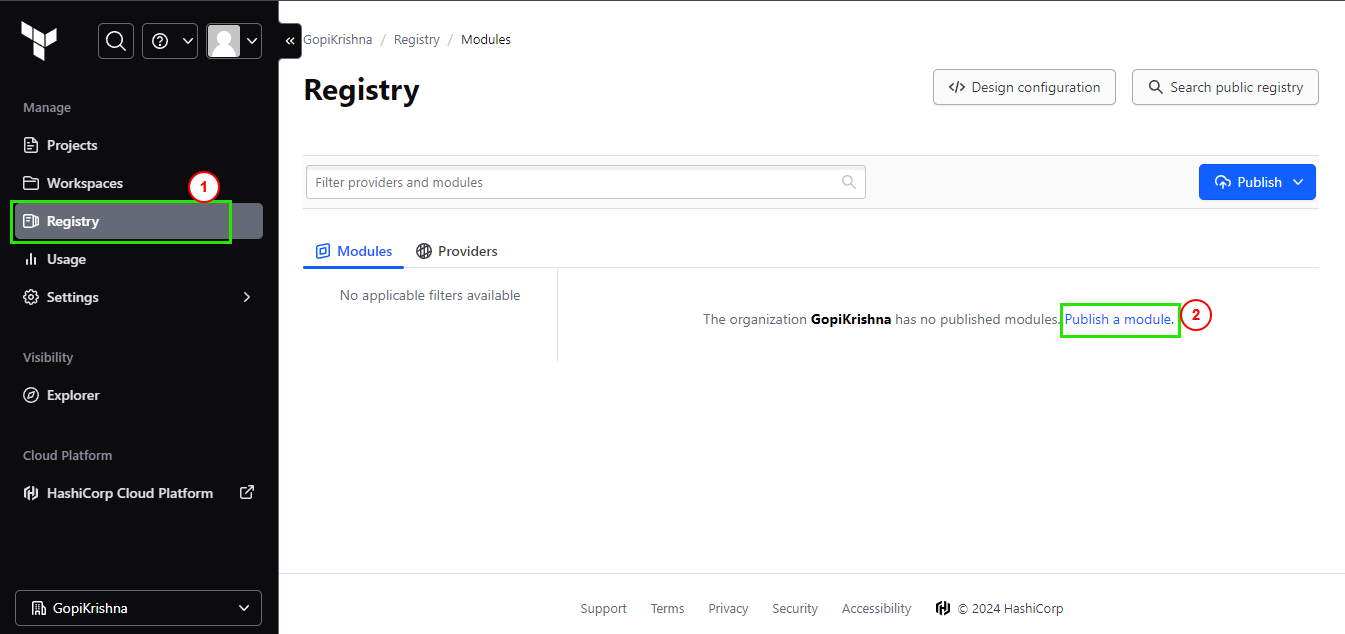 GopiKrishna / Registry / Modules
Registry
Design configuration
Search public registry
Manage
Projects
Workspaces
1
Registry
Usage
Settings
Visibility
Explorer
Cloud Platform
HashiCorp Cloud Platform
GopiKrishna
Filter providers and modules
Publish
Modules
Providers
No applicable filters available
The organization GopiKrishna has no published modules. Publish a module.
2
Support Terms Privacy Security Accessibility © 2024 HashiCorp